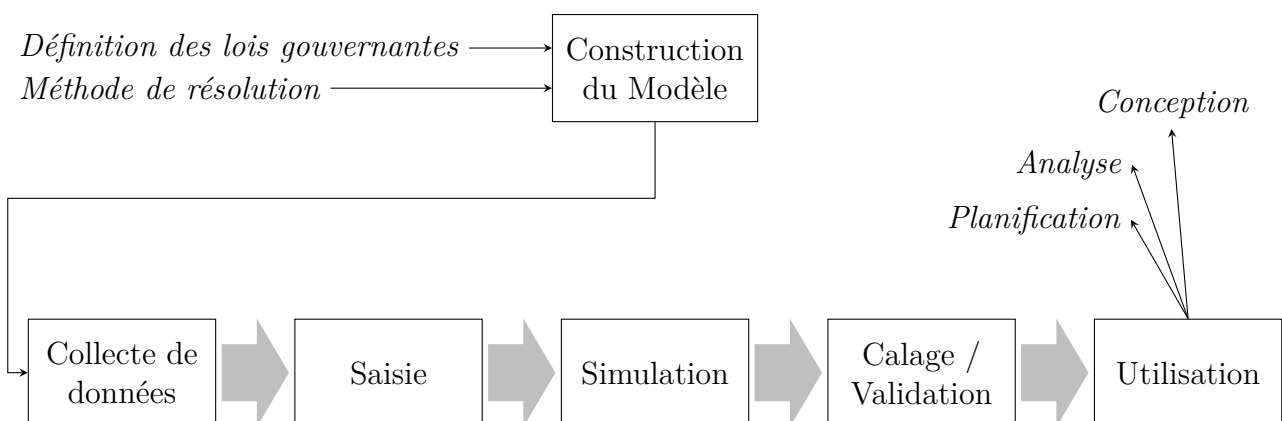 Définition des lois gouvernantes
Méthode de résolution
Construction
du Modèle
Conception
Analyse
Planification
Collecte de
données
Saisie
Simulation
Calage /
Validation
Utilisation